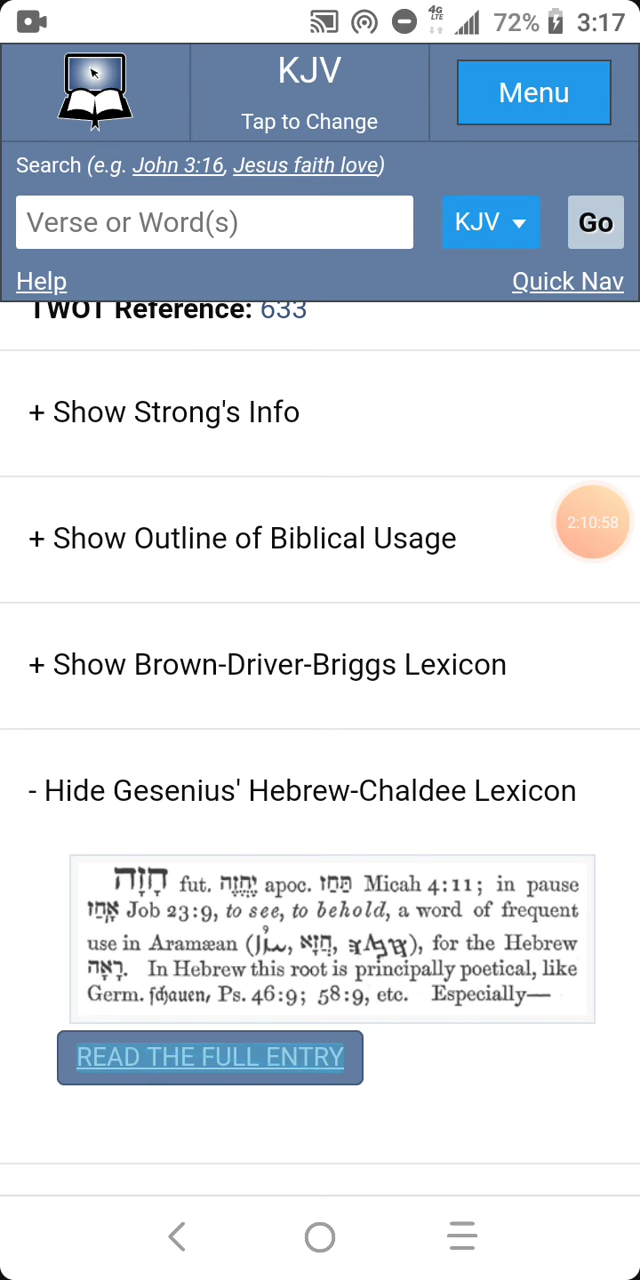 4G
LTE
72%
3:17
KJV
Tap to Change
Menu
Search (e.g. John 3:16, Jesus faith love)
Verse or Word(s)
KJV
Go
Help
Quick Nav
TWOT Reference: 633
+ Show Strong's Info
2:10:58
+ Show Outline of Biblical Usage
+ Show Brown-Driver-Briggs Lexicon
- Hide Gesenius' Hebrew-Chaldee Lexicon
חָזָה fut. יֶחֱזֶה apoc. תַּחַז Micah 4:11; in pause
אָחַז Job 23:9, to see, to behold, a word of frequent
use in Aramæan ( , חֲזָא, ), for the Hebrew
רָאָה. In Hebrew this root is principally poetical, like
Germ. schauen, Ps. 46:9; 58:9, etc. Especially—
READ THE FULL ENTRY